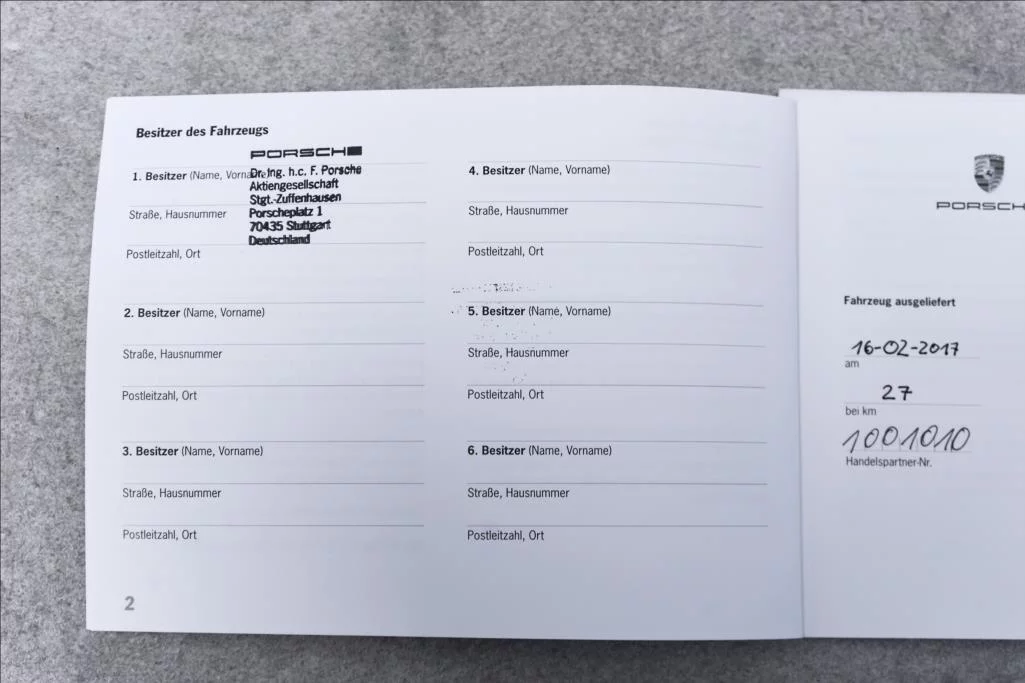 Besitzer des Fahrzeugs
PORSCHE
1. Besitzer (Name, Vorname)
Dr. Ing. h.c. F. Porsche
Aktiengesellschaft
Stgt.-Zuffenhausen
Straße, Hausnummer
Porscheplatz 1
70435 Stuttgart
Deutschland
Postleitzahl, Ort
2. Besitzer (Name, Vorname)
Straße, Hausnummer
Postleitzahl, Ort
3. Besitzer (Name, Vorname)
Straße, Hausnummer
Postleitzahl, Ort
2
4. Besitzer (Name, Vorname)
Straße, Hausnummer
Postleitzahl, Ort
5. Besitzer (Name, Vorname)
Straße, Hausnummer
Postleitzahl, Ort
6. Besitzer (Name, Vorname)
Straße, Hausnummer
Postleitzahl, Ort
PORSCH
Fahrzeug ausgeliefert
16-02-2017
am
27
bei km
1001010
Handelspartner-Nr.